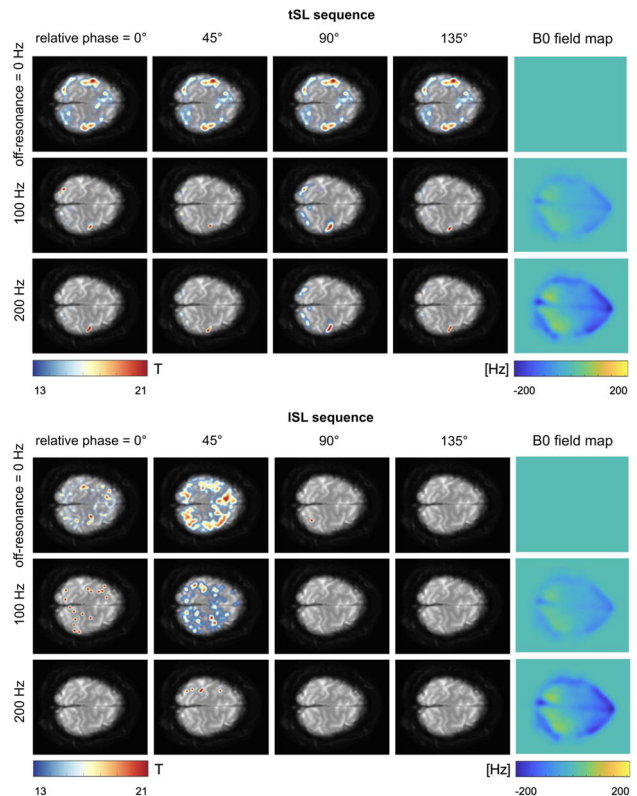 tSL sequence
relative phase = 0° 45° 90° 135° B0 field map
off-resonance = 0 Hz
100 Hz
200 Hz
13 21 T [Hz] -200 200
lSL sequence
relative phase = 0° 45° 90° 135° B0 field map
off-resonance = 0 Hz
100 Hz
200 Hz
13 21 T [Hz] -200 200